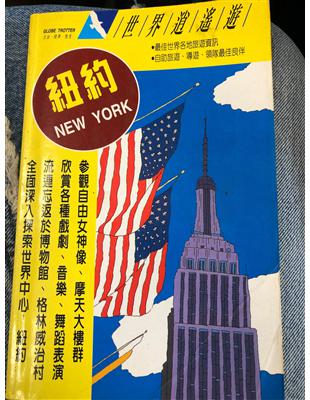 GLOBE TROTTER
世界逍遙遊
•最佳世界各地旅遊資訊
•自助旅遊、導遊、領隊最佳良伴
紐約
NEW YORK
參觀自由女神像、摩天大樓群
欣賞各種戲劇、音樂、舞蹈表演
流連忘返於博物館、格林威治村
全面深入探索世界中心 紐約